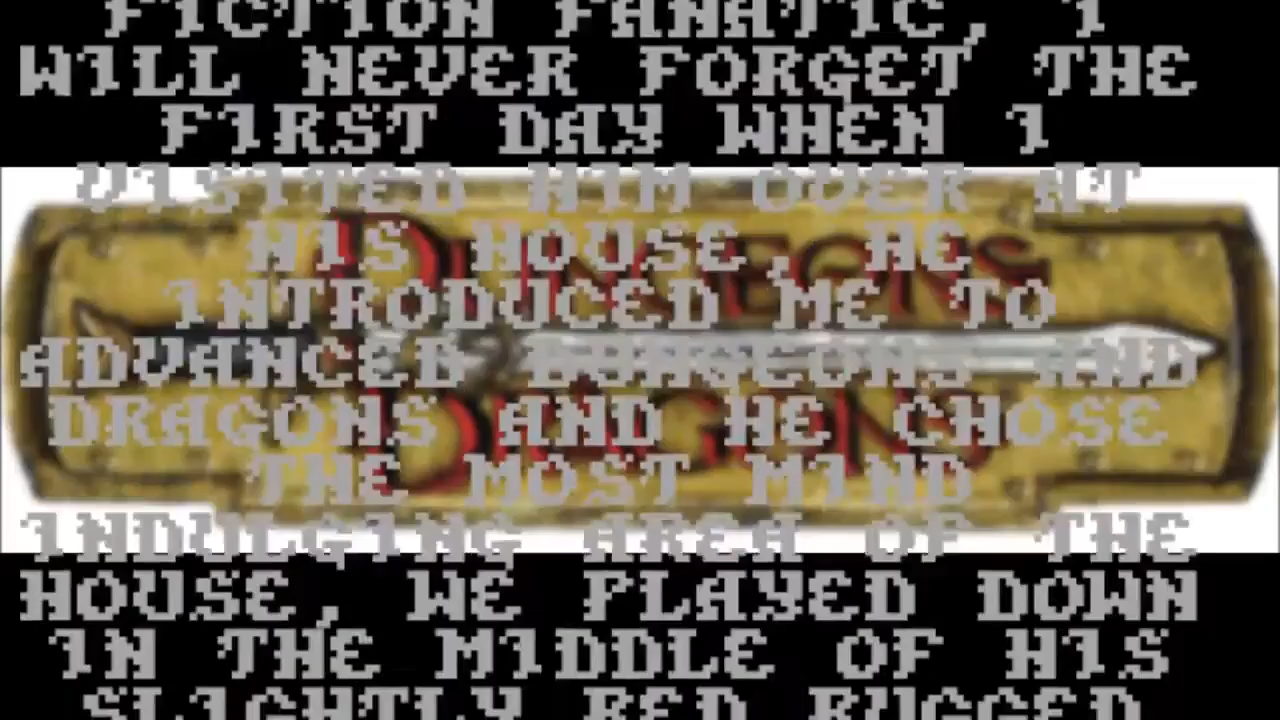 FICTION FANATIC, I
WILL NEVER FORGET THE
FIRST DAY WHEN I
VISITED HIM OVER AT
HIS HOUSE, HE
INTRODUCED ME TO
ADVANCED DUNGEONS AND
DRAGONS AND HE CHOSE
THE MOST MIND
INDULGING AREA OF THE
HOUSE, WE PLAYED DOWN
IN THE MIDDLE OF HIS
SLIGHTLY RED RUGGED
DUNGEONS
DRAGONS